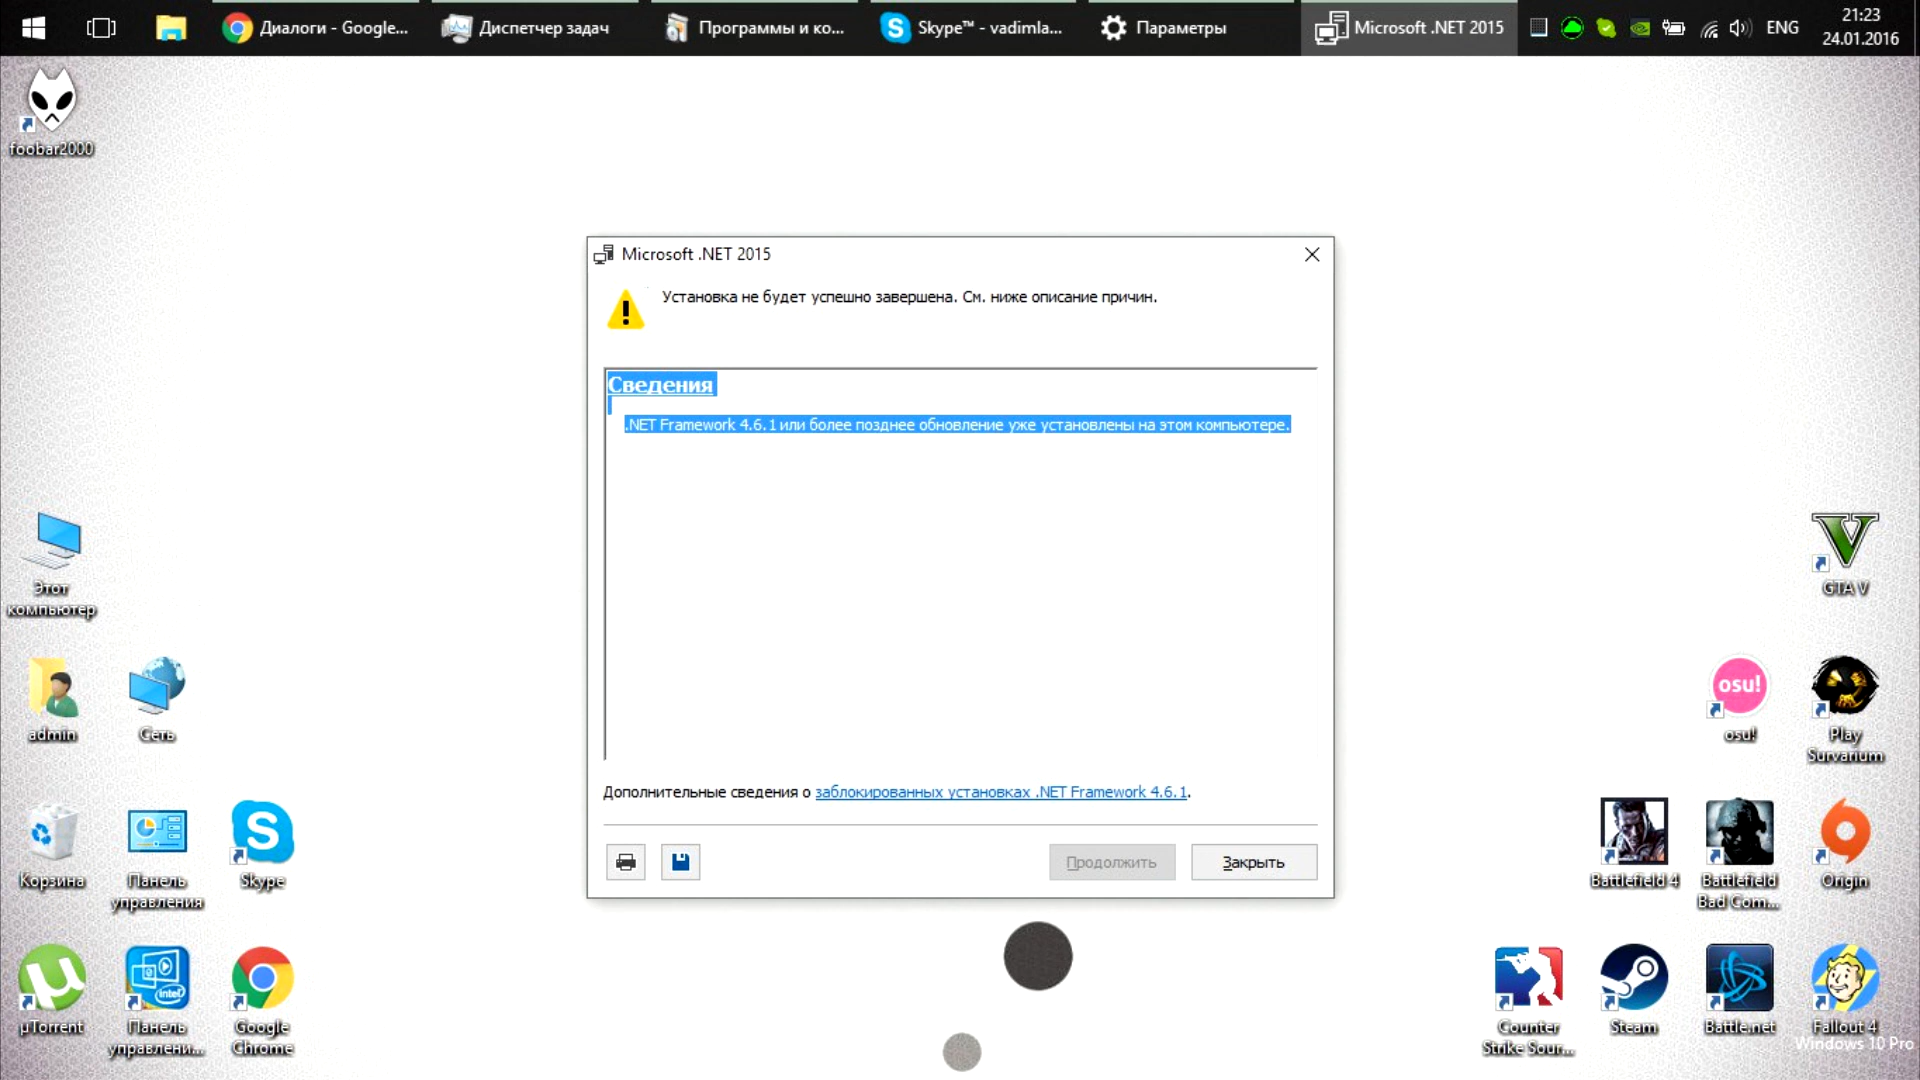 Диалоги - Google...
Диспетчер задач
Программы и ко...
Skype™ - vadimla...
Параметры
Microsoft .NET 2015
ENG
21:23
24.01.2016
foobar2000
Microsoft .NET 2015
Установка не будет успешно завершена. См. ниже описание причин.
Сведения
.NET Framework 4.6.1 или более позднее обновление уже установлены на этом компьютере.
Дополнительные сведения о заблокированных установках .NET Framework 4.6.1.
Продолжить
Закрыть
Этот
компьютер
GTA V
admin
Сеть
osu!
osu!
Play
Survarium
Корзина
Панель
управления
Skype
Battlefield 4
Battlefield
Bad Com...
Origin
intel
µTorrent
Панель
управлени...
Google
Chrome
Counter
Strike Sour...
Steam
Battle.net
Fallout 4
Windows 10 Pro